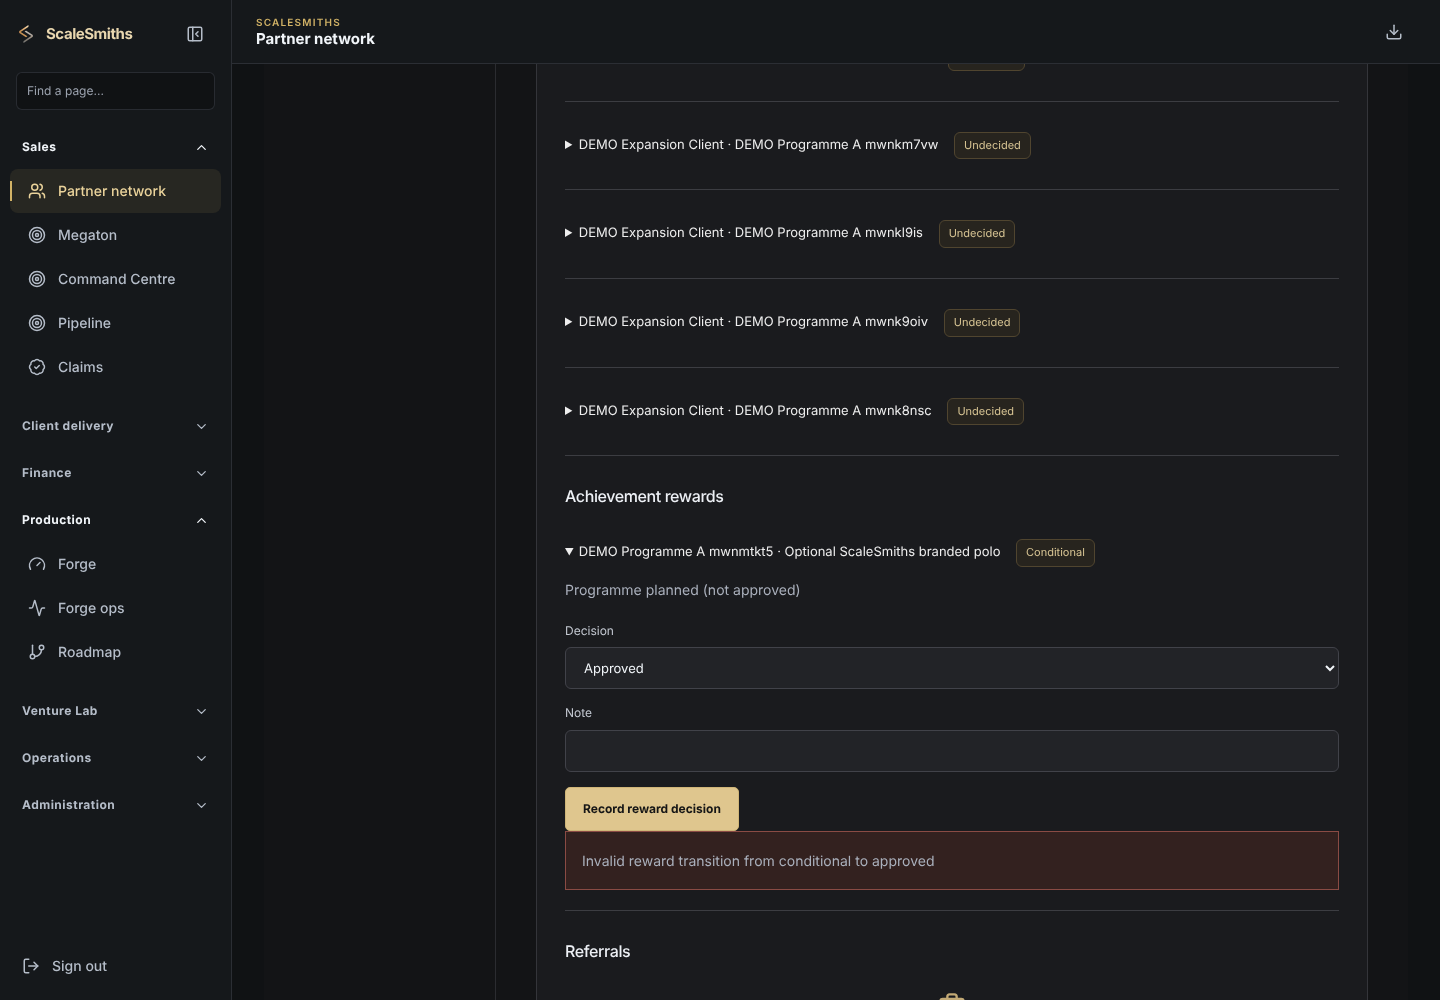 ScaleSmiths
SCALESMITHS
Partner network
Find a page...
Sales
Partner network
Megaton
Command Centre
Pipeline
Claims
Client delivery
Finance
Production
Forge
Forge ops
Roadmap
Venture Lab
Operations
Administration
Sign out
DEMO Expansion Client · DEMO Programme A mwnkm7vw Undecided
DEMO Expansion Client · DEMO Programme A mwnkl9is Undecided
DEMO Expansion Client · DEMO Programme A mwnk9oiv Undecided
DEMO Expansion Client · DEMO Programme A mwnk8nsc Undecided
Achievement rewards
DEMO Programme A mwnmtkt5 · Optional ScaleSmiths branded polo Conditional
Programme planned (not approved)
Decision
Approved
Note
Record reward decision
Invalid reward transition from conditional to approved
Referrals